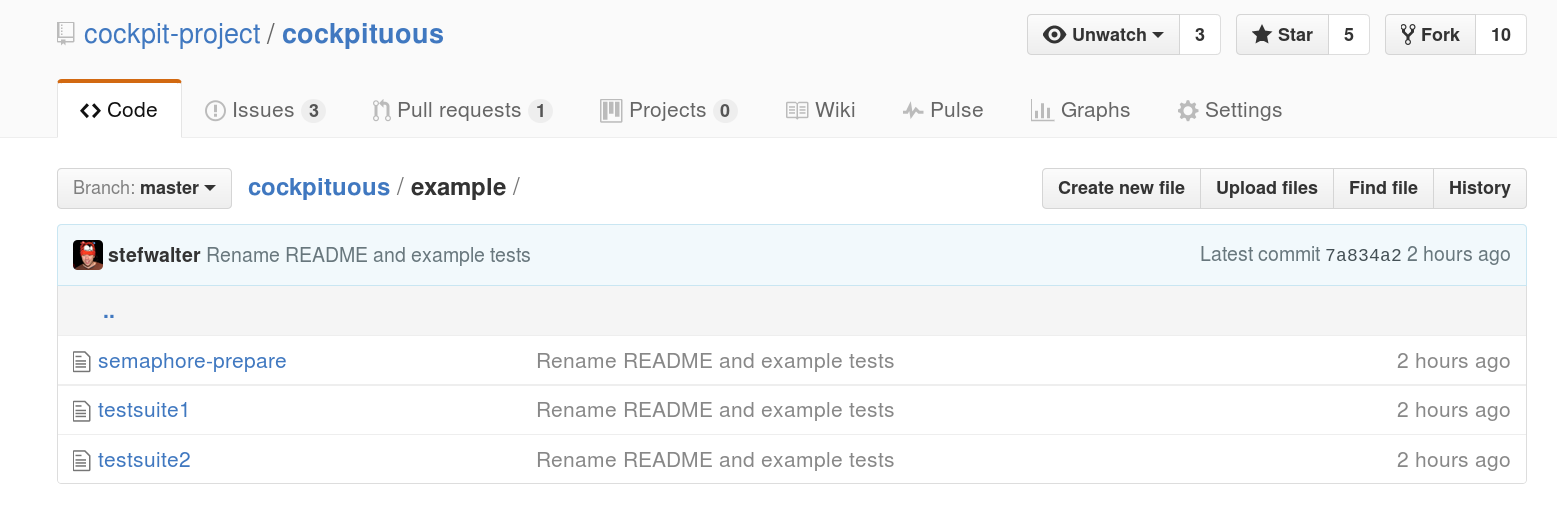 cockpit-project / cockpituous Unwatch 3 Star 5 Fork 10
Code Issues 3 Pull requests 1 Projects 0 Wiki Pulse Graphs Settings
Branch: master cockpituous / example / Create new file Upload files Find file History
stefwalter Rename README and example tests Latest commit 7a834a2 2 hours ago
..
semaphore-prepare Rename README and example tests 2 hours ago
testsuite1 Rename README and example tests 2 hours ago
testsuite2 Rename README and example tests 2 hours ago